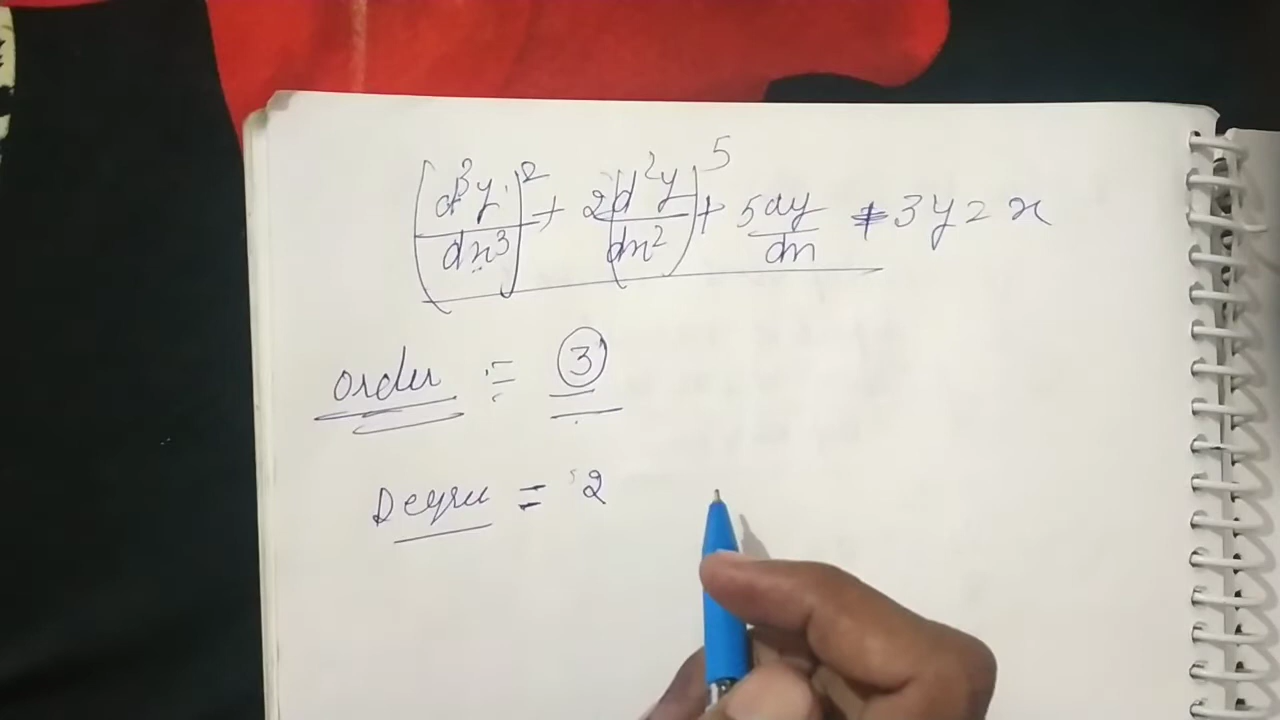 (d³y/dx³)² + 2(d²y/dx²)⁵ + 5dy/dx + 3y = x
order = 3
Degree = 2